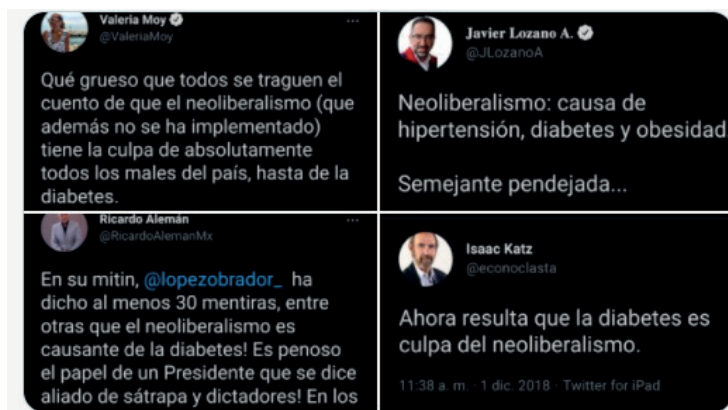 Valeria Moy
@ValeriaMoy
Qué grueso que todos se traguen el
cuento de que el neoliberalismo (que
además no se ha implementado)
tiene la culpa de absolutamente
todos los males del país, hasta de la
diabetes.
Javier Lozano A.
@JLozanoA
Neoliberalismo: causa de
hipertensión, diabetes y obesidad
Semejante pendejada...
Ricardo Alemán
@RicardoAlemanMx
En su mitin, @lopezobrador_ ha
dicho al menos 30 mentiras, entre
otras que el neoliberalismo es
causante de la diabetes! Es penoso
el papel de un Presidente que se dice
aliado de sátrapa y dictadores! En los
Isaac Katz
@econoclasta
Ahora resulta que la diabetes es
culpa del neoliberalismo.
11:38 a. m. · 1 dic. 2018 · Twitter for iPad